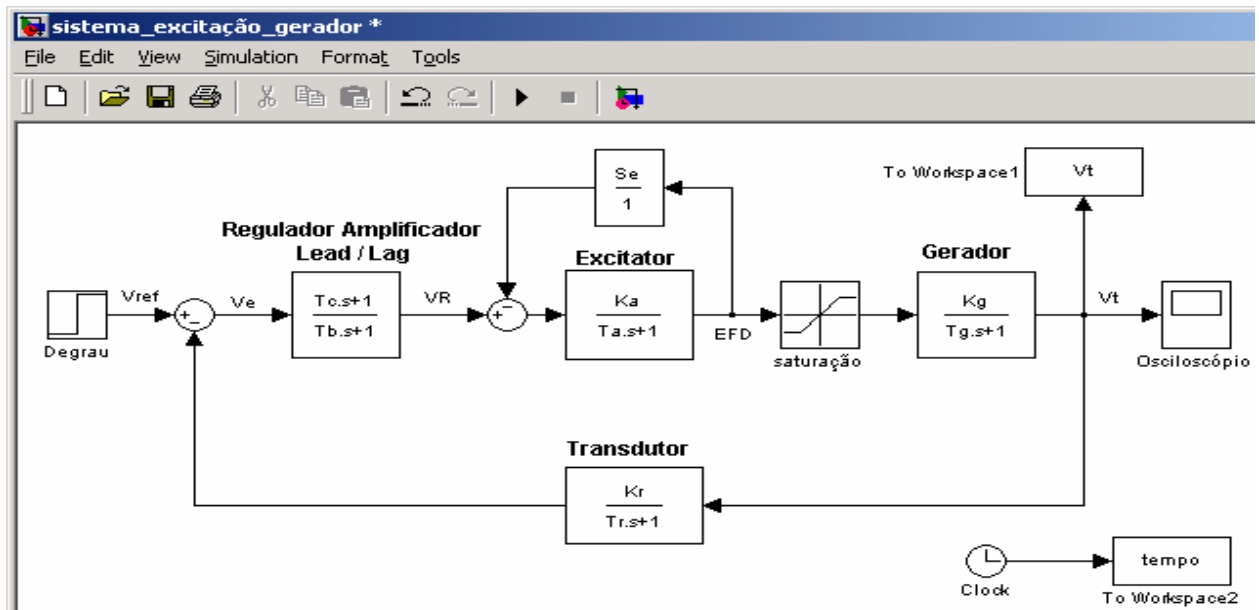 sistema_excitação_gerador *
File Edit View Simulation Format Tools
Se
1
To Workspace1
Vt
Regulador Amplificador
Lead / Lag
Excitator
Gerador
Vref
Ve
Tc.s+1
Tb.s+1
VR
Ka
Ta.s+1
EFD
Kg
Tg.s+1
Vt
Degrau
saturação
Osciloscópio
Transdutor
Kr
Tr.s+1
Clock
tempo
To Workspace2